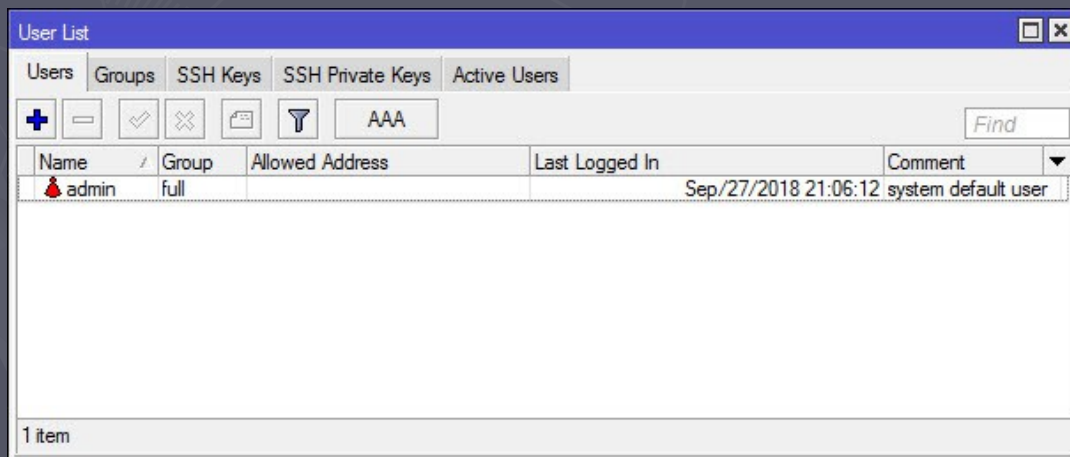 User List
Users Groups SSH Keys SSH Private Keys Active Users
AAA Find
Name Group Allowed Address Last Logged In Comment
admin full Sep/27/2018 21:06:12 system default user
1 item